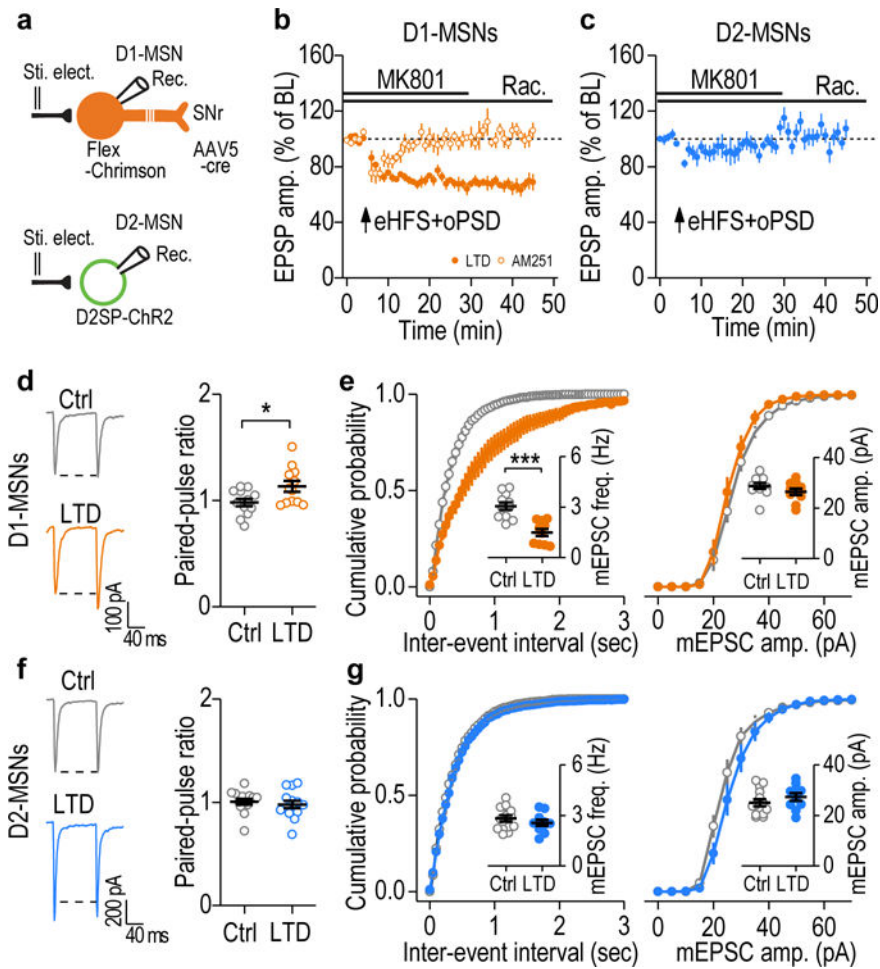 a
D1-MSN
Sti. elect.
Rec.
SNr
Flex
-Chrimson
AAV5
-cre
D2-MSN
Sti. elect.
Rec.
D2SP-ChR2
b
D1-MSNs
160
120
80
40
0
EPSP amp. (% of BL)
MK801
Rac.
eHFS+oPSD
LTD
AM251
0 10 20 30 40 50
Time (min)
c
D2-MSNs
160
120
80
40
0
EPSP amp. (% of BL)
MK801
Rac.
eHFS+oPSD
0 10 20 30 40 50
Time (min)
d
D1-MSNs
Ctrl
LTD
100 pA
40 ms
Paired-pulse ratio
2
1
0
*
Ctrl LTD
e
Cumulative probability
1.0
0.5
0.0
0 1 2 3
Inter-event interval (sec)
***
mEPSC freq. (Hz)
6
3
0
Ctrl LTD
mEPSC amp. (pA)
40
20
0
Ctrl LTD
0 20 40 60
mEPSC amp. (pA)
f
D2-MSNs
Ctrl
LTD
200 pA
40 ms
Paired-pulse ratio
2
1
0
Ctrl LTD
g
Cumulative probability
1.0
0.5
0.0
0 1 2 3
Inter-event interval (sec)
mEPSC freq. (Hz)
6
3
0
Ctrl LTD
mEPSC amp. (pA)
40
20
0
Ctrl LTD
0 20 40 60
mEPSC amp. (pA)